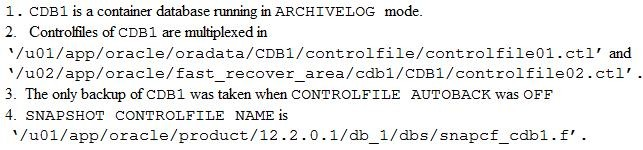 1. CDB1 is a container database running in ARCHIVELOG mode.
2. Controlfiles of CDB1 are multiplexed in
‘/u01/app/oracle/oradata/CDB1/controlfile/controlfile01.ctl’ and
‘/u02/app/oracle/fast_recover_area/cdb1/CDB1/controlfile02.ctl’.
3. The only backup of CDB1 was taken when CONTROLFILE AUTOBACK was OFF
4. SNAPSHOT CONTROLFILE NAME is
‘/u01/app/oracle/product/12.2.0.1/db_1/dbs/snapcf_cdb1.f’.